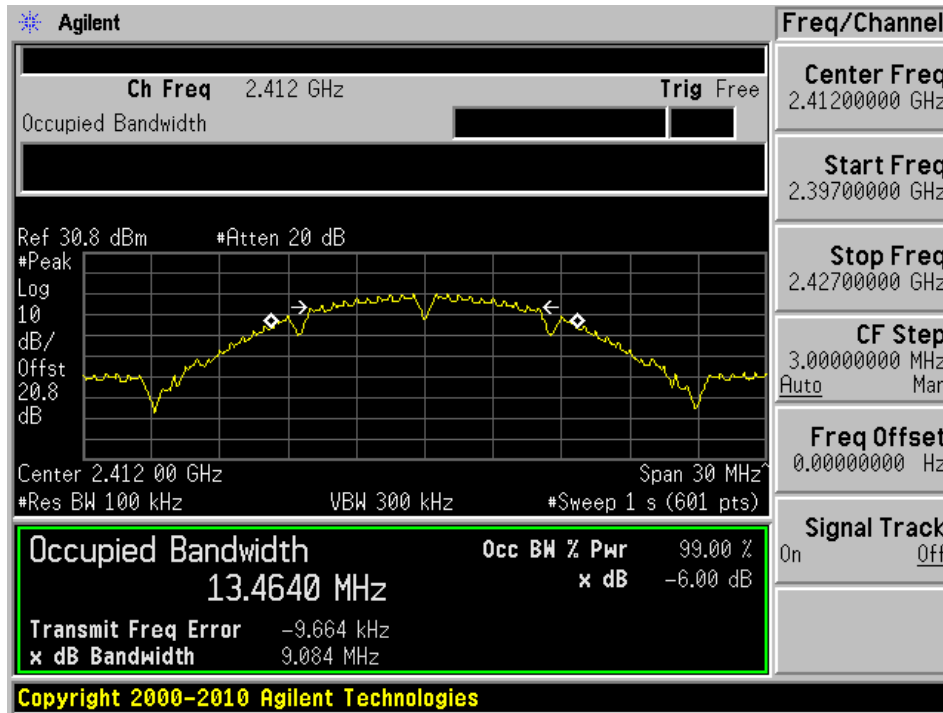 Agilent
Freq/Channel
Ch Freq 2.412 GHz Trig Free
Occupied Bandwidth
Center Freq
2.41200000 GHz
Start Freq
2.39700000 GHz
Stop Freq
2.42700000 GHz
CF Step
3.00000000 MHz
Auto Man
Freq Offset
0.00000000 Hz
Signal Track
On Off
Ref 30.8 dBm #Atten 20 dB
#Peak
Log
10
dB/
Offst
20.8
dB
Center 2.412 00 GHz Span 30 MHz^
#Res BW 100 kHz VBW 300 kHz #Sweep 1 s (601 pts)
Occupied Bandwidth Occ BW % Pwr 99.00 %
13.4640 MHz x dB -6.00 dB
Transmit Freq Error -9.664 kHz
x dB Bandwidth 9.084 MHz
Copyright 2000-2010 Agilent Technologies